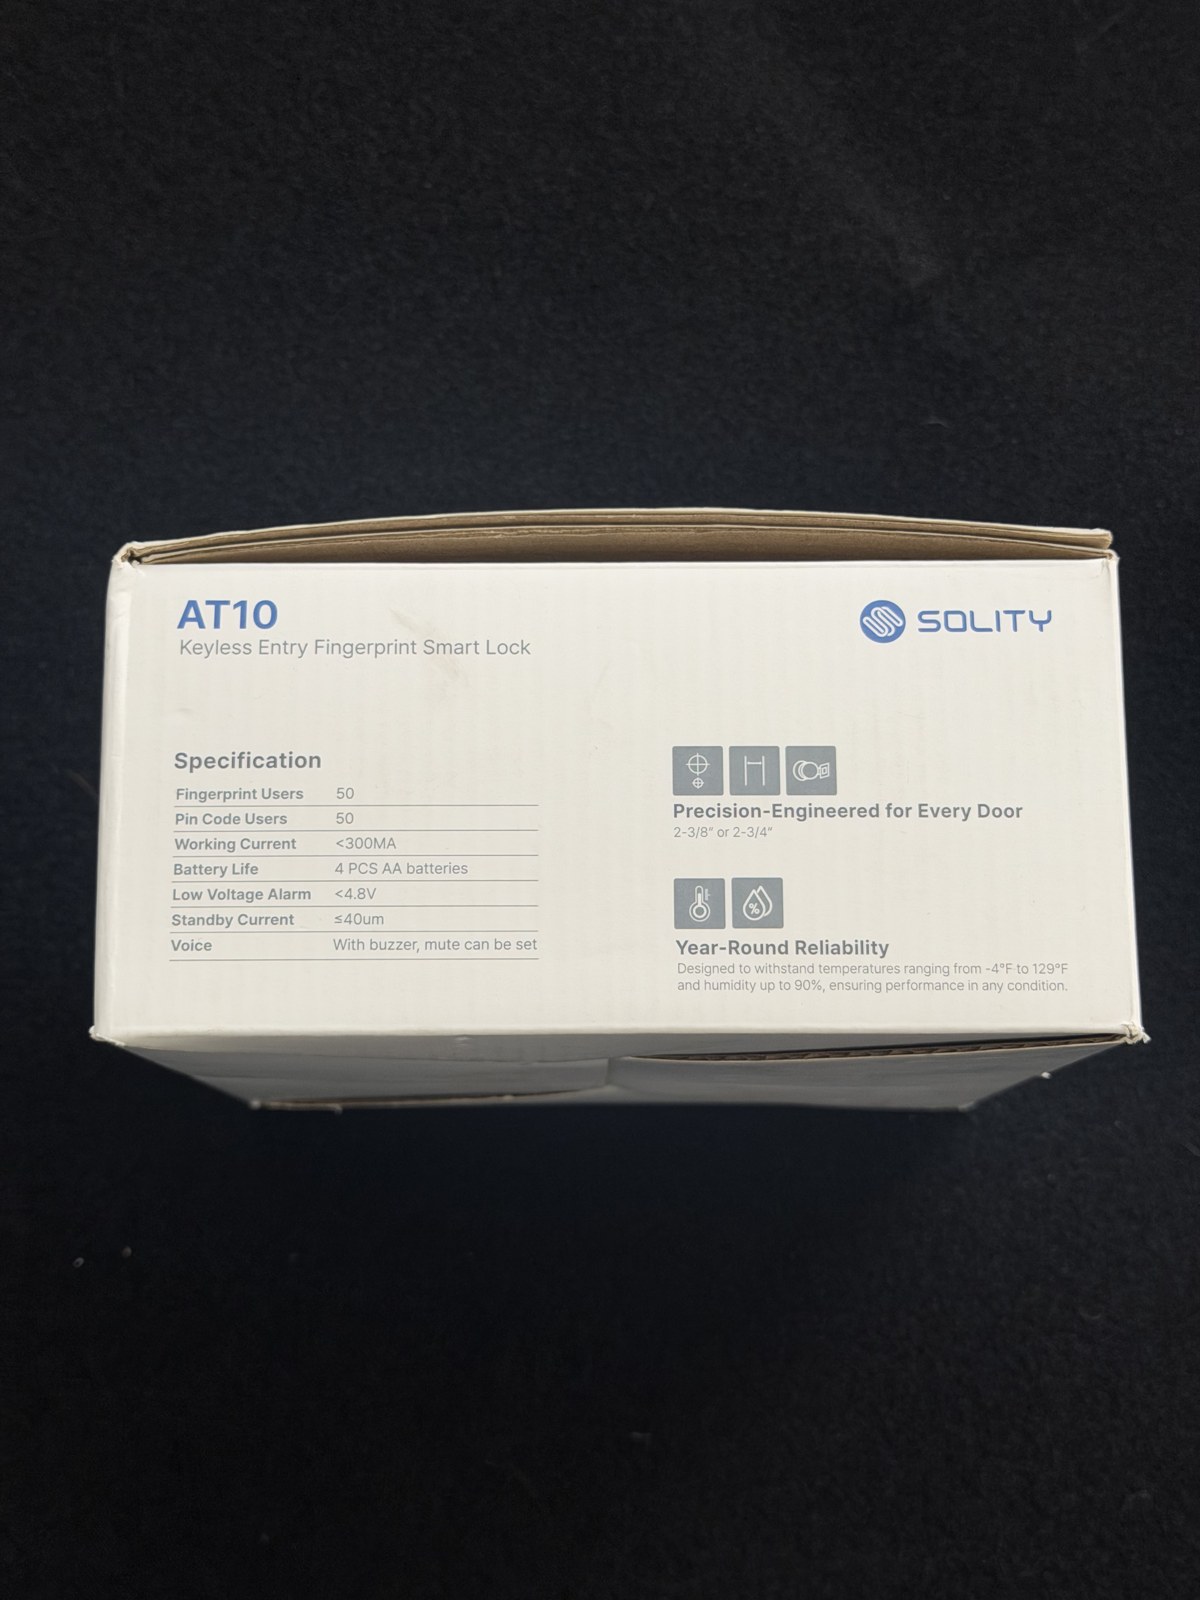 AT10
Keyless Entry Fingerprint Smart Lock
SOLITY
Specification
Fingerprint Users 50
Pin Code Users 50
Working Current <300MA
Battery Life 4 PCS AA batteries
Low Voltage Alarm <4.8V
Standby Current ≤40um
Voice With buzzer, mute can be set
Precision-Engineered for Every Door
2-3/8" or 2-3/4"
%
Year-Round Reliability
Designed to withstand temperatures ranging from -4°F to 129°F
and humidity up to 90%, ensuring performance in any condition.